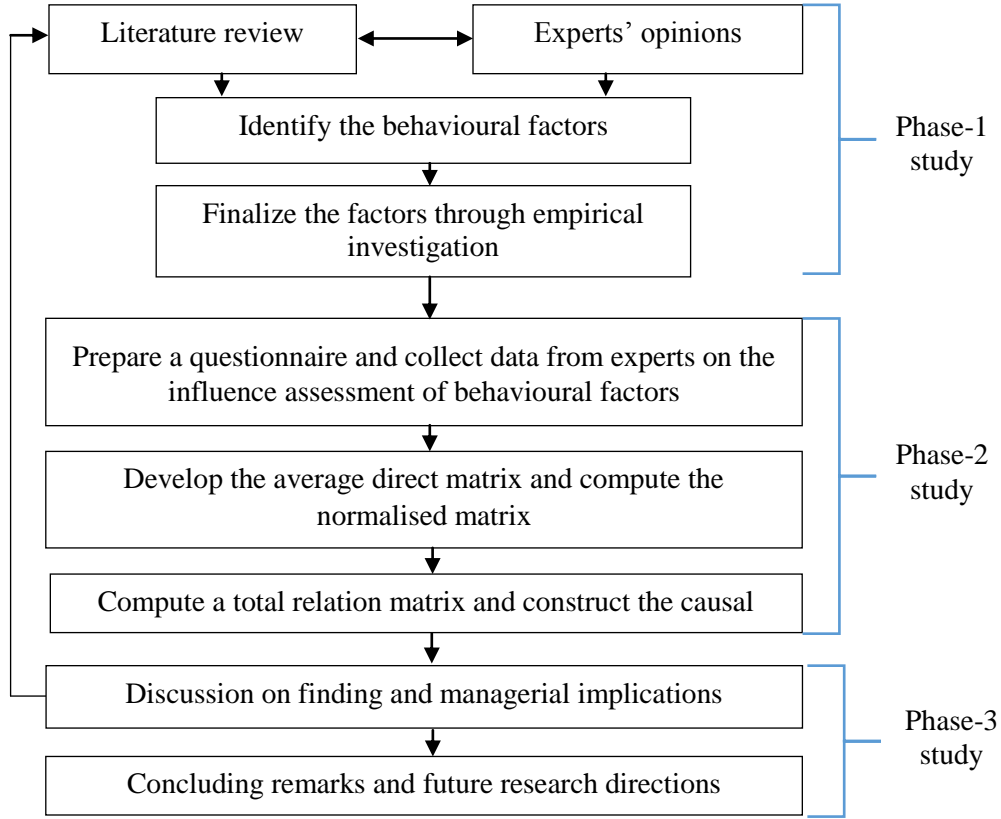 Literature review
Experts’ opinions
Identify the behavioural factors
Finalize the factors through empirical
investigation
Phase-1
study
Prepare a questionnaire and collect data from experts on the
influence assessment of behavioural factors
Develop the average direct matrix and compute the
normalised matrix
Compute a total relation matrix and construct the causal
Phase-2
study
Discussion on finding and managerial implications
Concluding remarks and future research directions
Phase-3
study